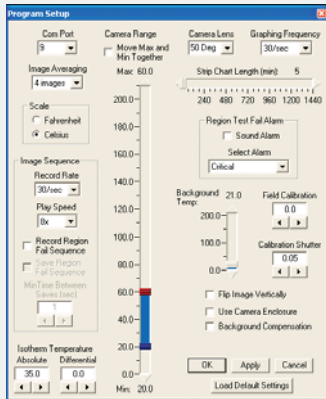 Program Setup
Com Port
9
Image Averaging
4 images
Scale
Fahrenheit
Celsius
Image Sequence
Record Rate
30/sec
Play Speed
8x
Record Region
Fail Sequence
Save Region
Fail Sequence
MinTime Between
Saves (sec)
1
Isotherm Temperature
Absolute Differential
35.0 0.0
Camera Range
Move Max and
Min Together
Max: 60.0
200.0
180.0
160.0
140.0
120.0
100.0
80.0
60.0
40.0
20.0
0.0
Min: 20.0
Camera Lens
50 Deg
Graphing Frequency
30/sec
Strip Chart Length (min): 5
240 480 720 960 1200 1440
Region Test Fail Alarm
Sound Alarm
Select Alarm
Critical
Background
Temp: 21.0
200.0
0.0
Field Calibration
0.0
Calibration Shutter
0.05
Flip Image Vertically
Use Camera Enclosure
Background Compensation
OK Apply Cancel
Load Default Settings